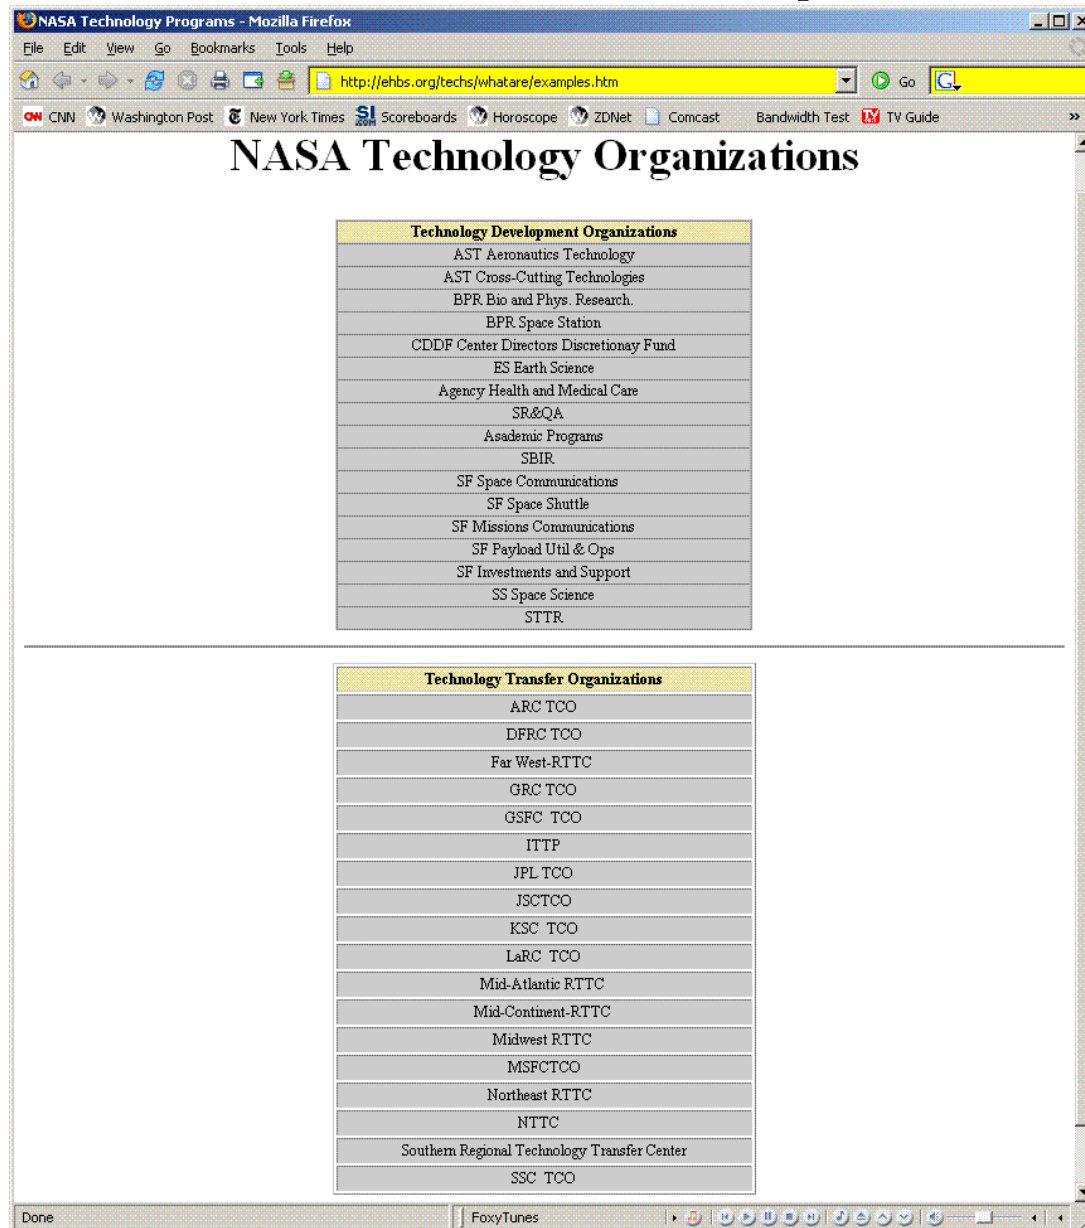 NASA Technology Programs - Mozilla Firefox
File Edit View Go Bookmarks Tools Help
http://ehbs.org/techs/whatare/examples.htm Go G
CNN Washington Post New York Times SI .COM Scoreboards Horoscope ZDNet Comcast Bandwidth Test TV Guide »
NASA Technology Organizations
Technology Development Organizations
AST Aeronautics Technology
AST Cross-Cutting Technologies
BPR Bio and Phys. Research.
BPR Space Station
CDDF Center Directors Discretionay Fund
ES Earth Science
Agency Health and Medical Care
SR&QA
Asademic Programs
SBIR
SF Space Communications
SF Space Shuttle
SF Missions Communications
SF Payload Util & Ops
SF Investments and Support
SS Space Science
STTR
Technology Transfer Organizations
ARC TCO
DFRC TCO
Far West-RTTC
GRC TCO
GSFC TCO
ITTP
JPL TCO
JSCTCO
KSC TCO
LaRC TCO
Mid-Atlantic RTTC
Mid-Continent-RTTC
Midwest RTTC
MSFCTCO
Northeast RTTC
NTTC
Southern Regional Technology Transfer Center
SSC TCO
Done FoxyTunes